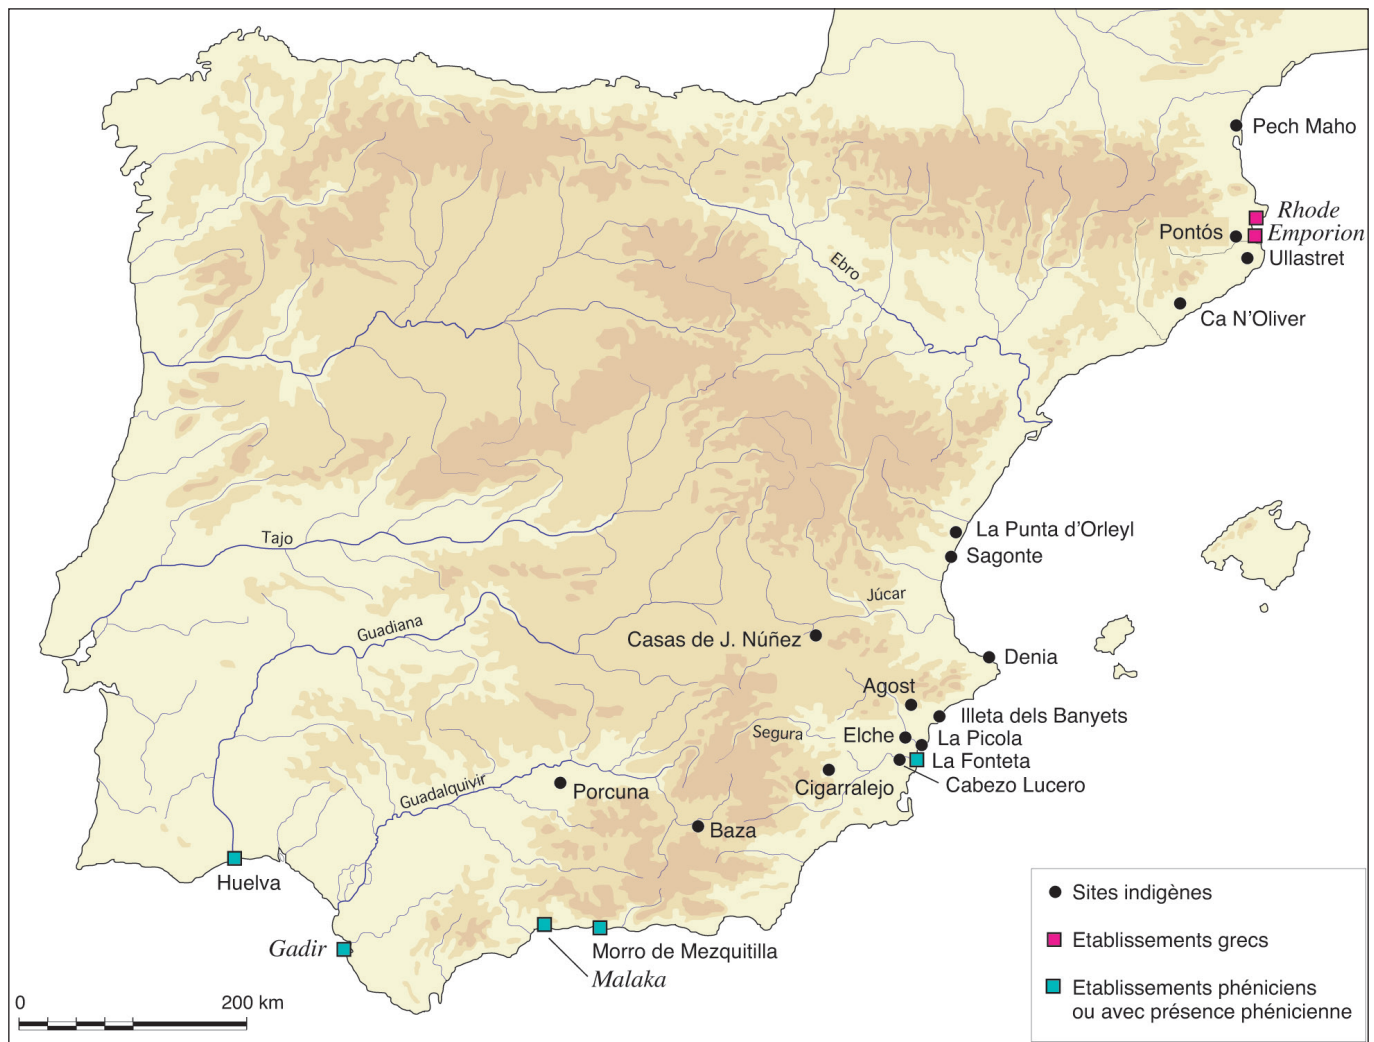 Pech Maho
Rhode
Pontós
Emporion
Ullastret
Ebro
Ca N'Oliver
La Punta d'Orleyl
Tajo
Sagonte
Júcar
Guadiana
Casas de J. Núñez
Denia
Agost
Illeta dels Banyets
Segura
Elche
La Picola
La Fonteta
Cabezo Lucero
Cigarralejo
Guadalquivir
Porcuna
Baza
Huelva
Gadir
Morro de Mezquitilla
Malaka
0
200 km
Sites indigènes
Etablissements grecs
Etablissements phéniciens
ou avec présence phénicienne